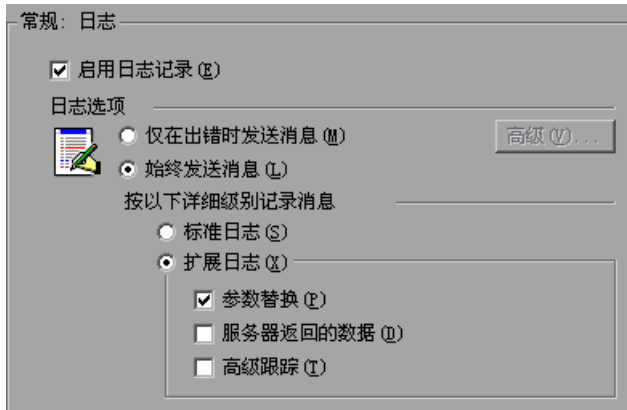 常规: 日志
启用日志记录(E)
日志选项
仅在出错时发送消息(M)
高级(V)...
始终发送消息(L)
按以下详细级别记录消息
标准日志(S)
扩展日志(X)
参数替换(P)
服务器返回的数据(D)
高级跟踪(T)